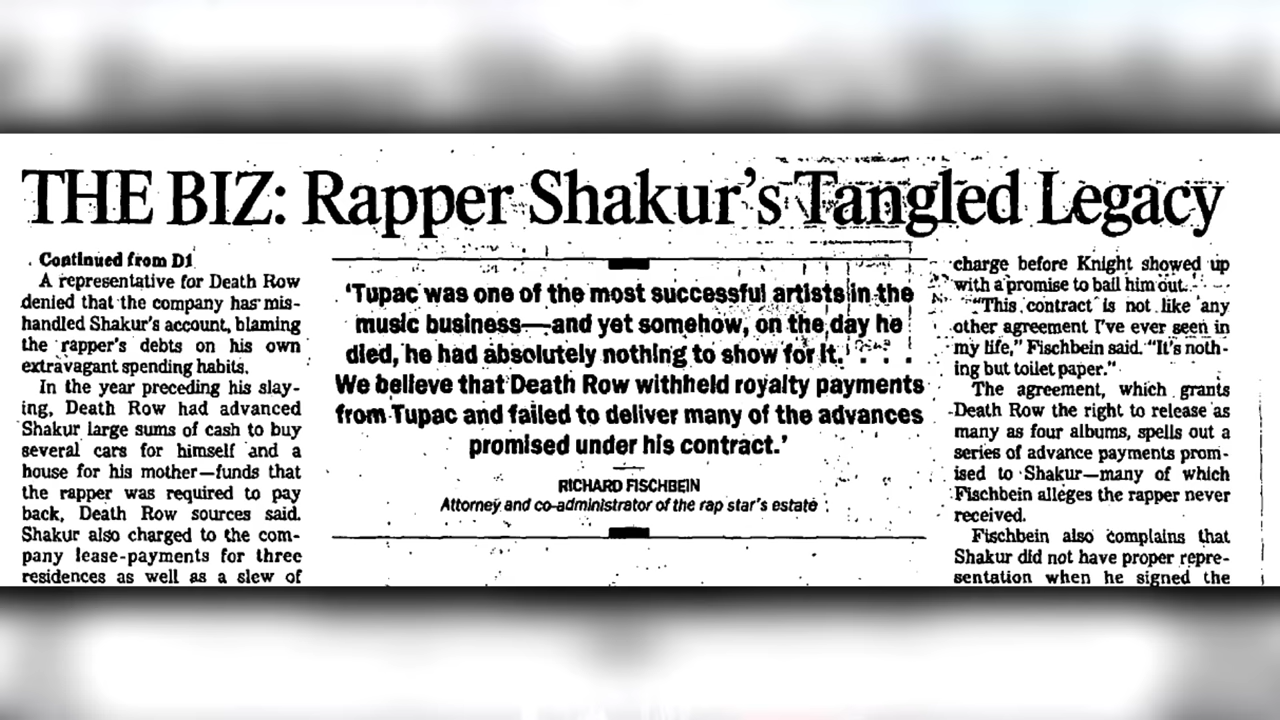 THE BIZ: Rapper Shakur's Tangled Legacy
Continued from D1
A representative for Death Row
denied that the company has mis-
handled Shakur's account, blaming
the rapper's debts on his own
extravagant spending habits.
In the year preceding his slay-
ing, Death Row had advanced
Shakur large sums of cash to buy
several cars for himself and a
house for his mother—funds that
the rapper was required to pay
back, Death Row sources said.
Shakur also charged to the com-
pany lease-payments for three
residences as well as a slew of
'Tupac was one of the most successful artists in the
music business—and yet somehow, on the day he
died, he had absolutely nothing to show for it. . . .
We believe that Death Row withheld royalty payments
from Tupac and failed to deliver many of the advances
promised under his contract.'
RICHARD FISCHBEIN
Attorney and co-administrator of the rap star's estate
charge before Knight showed up
with a promise to bail him out.
"This contract is not like any
other agreement I've ever seen in
my life," Fischbein said. "It's noth-
ing but toilet paper."
The agreement, which grants
Death Row the right to release as
many as four albums, spells out a
series of advance payments prom-
ised to Shakur—many of which
Fischbein alleges the rapper never
received.
Fischbein also complains that
Shakur did not have proper repre-
sentation when he signed the